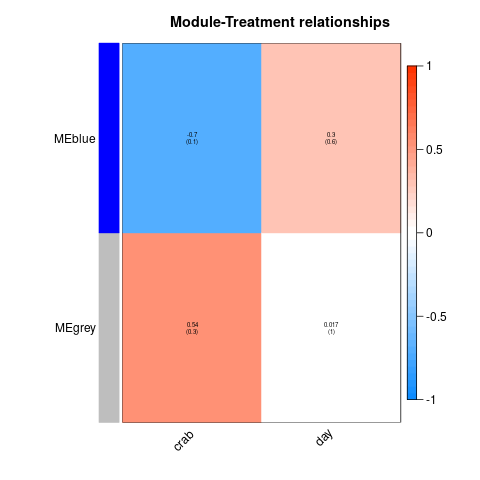 Module-Treatment relationships
MEblue
-0.7
(0.1)
0.3
(0.6)
MEgrey
0.54
(0.3)
0.017
(1)
crab
day
1
0.5
0
-0.5
-1